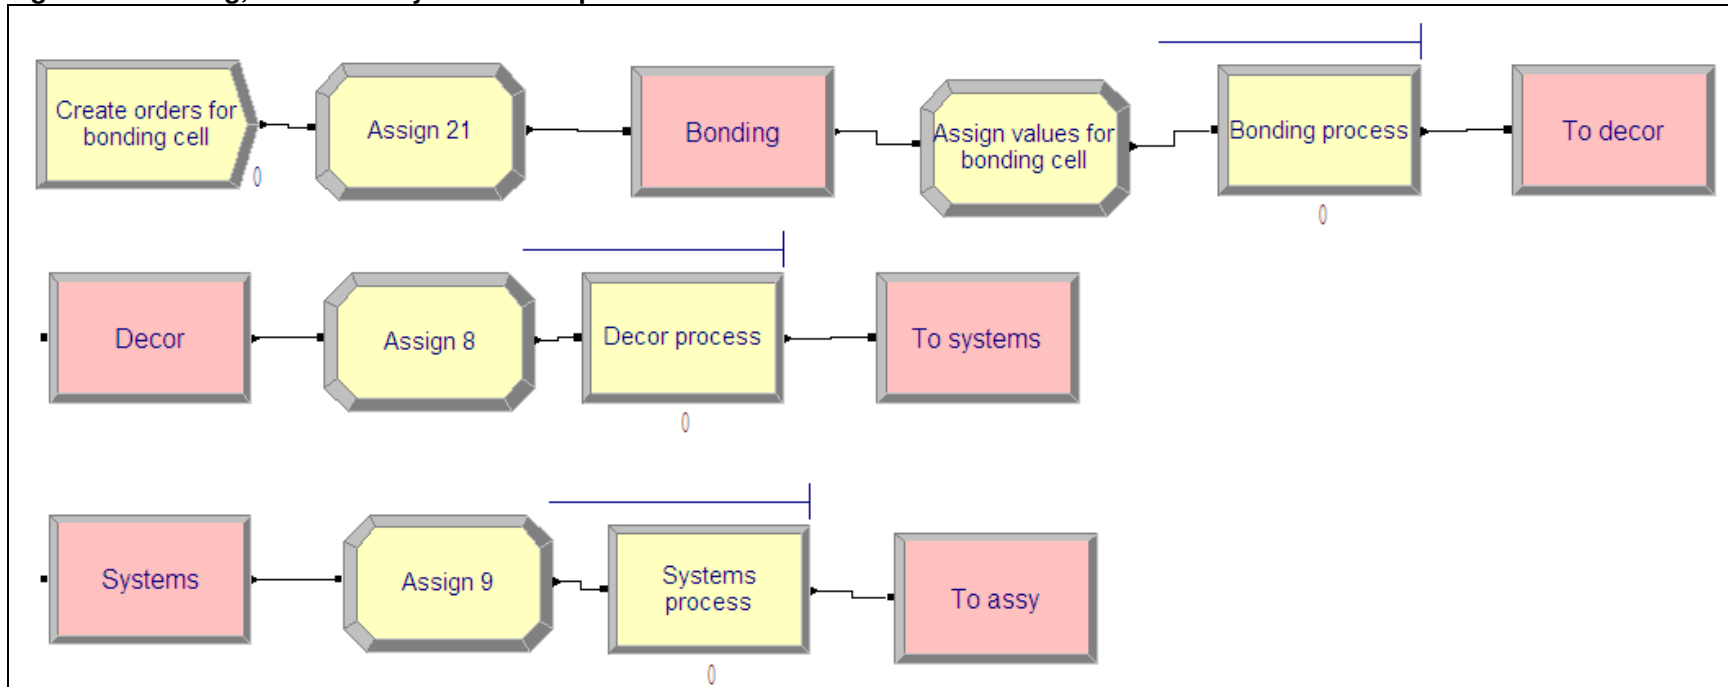 Create orders for
bonding cell
0
Assign 21
Bonding
Assign values for
bonding cell
Bonding process
0
To decor
Decor
Assign 8
Decor process
0
To systems
Systems
Assign 9
Systems
process
0
To assy